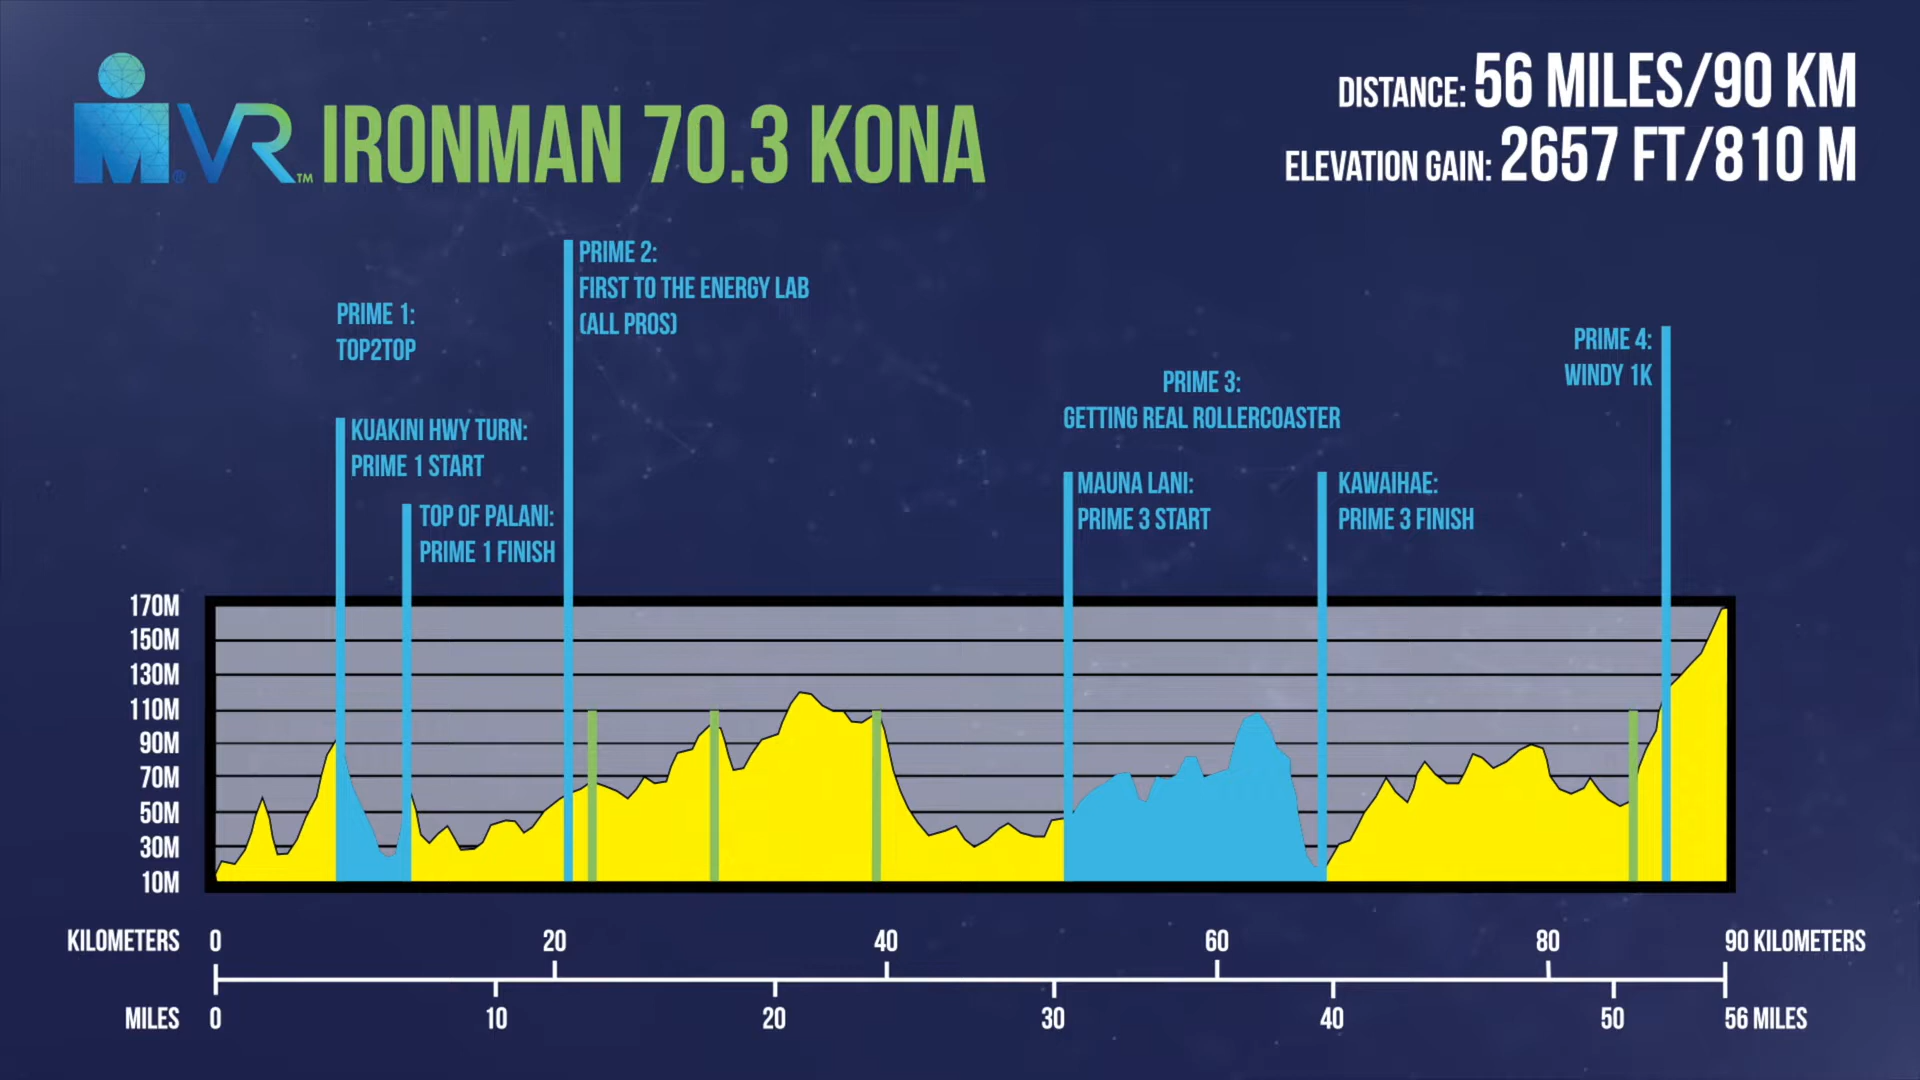 M® VR™ IRONMAN 70.3 KONA
DISTANCE: 56 MILES/90 KM
ELEVATION GAIN: 2657 FT/810 M
PRIME 1:
TOP2TOP
KUAKINI HWY TURN:
PRIME 1 START
TOP OF PALANI:
PRIME 1 FINISH
PRIME 2:
FIRST TO THE ENERGY LAB
(ALL PROS)
PRIME 3:
GETTING REAL ROLLERCOASTER
MAUNA LANI:
PRIME 3 START
KAWAIHAE:
PRIME 3 FINISH
PRIME 4:
WINDY 1K
170M
150M
130M
110M
90M
70M
50M
30M
10M
KILOMETERS 0 20 40 60 80 90 KILOMETERS
MILES 0 10 20 30 40 50 56 MILES